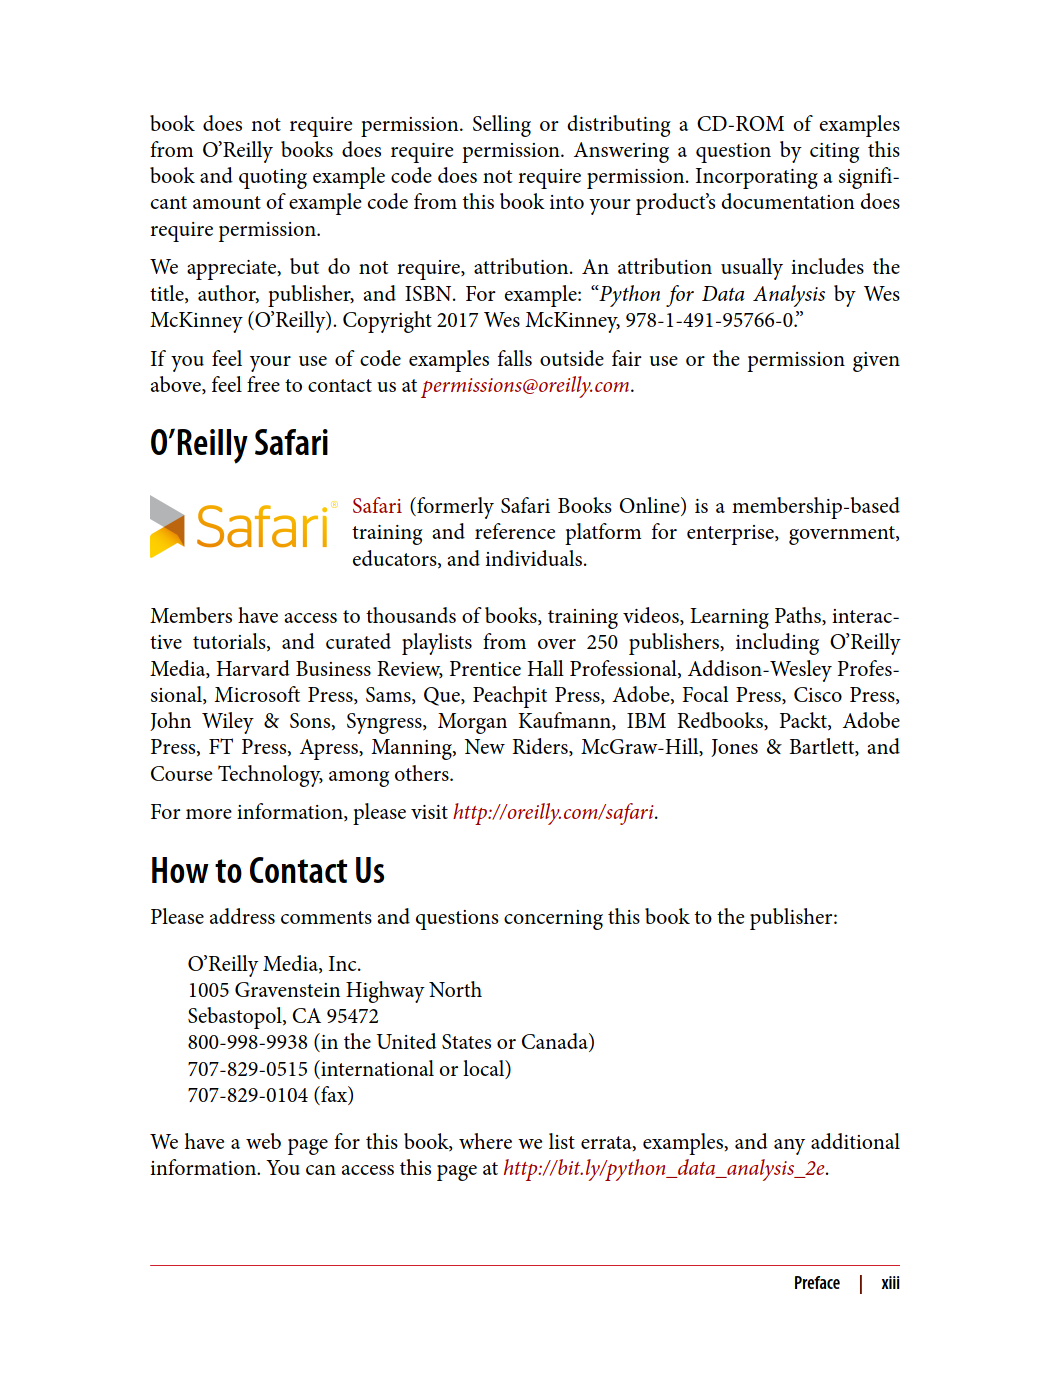 book does not require permission. Selling or distributing a CD-ROM of examples
from O’Reilly books does require permission. Answering a question by citing this
book and quoting example code does not require permission. Incorporating a signifi-
cant amount of example code from this book into your product’s documentation does
require permission.
We appreciate, but do not require, attribution. An attribution usually includes the
title, author, publisher, and ISBN. For example: “Python for Data Analysis by Wes
McKinney (O’Reilly). Copyright 2017 Wes McKinney, 978-1-491-95766-0.”
If you feel your use of code examples falls outside fair use or the permission given
above, feel free to contact us at permissions@oreilly.com.
O’Reilly Safari
Safari®
Safari (formerly Safari Books Online) is a membership-based
training and reference platform for enterprise, government,
educators, and individuals.
Members have access to thousands of books, training videos, Learning Paths, interac-
tive tutorials, and curated playlists from over 250 publishers, including O’Reilly
Media, Harvard Business Review, Prentice Hall Professional, Addison-Wesley Profes-
sional, Microsoft Press, Sams, Que, Peachpit Press, Adobe, Focal Press, Cisco Press,
John Wiley & Sons, Syngress, Morgan Kaufmann, IBM Redbooks, Packt, Adobe
Press, FT Press, Apress, Manning, New Riders, McGraw-Hill, Jones & Bartlett, and
Course Technology, among others.
For more information, please visit http://oreilly.com/safari.
How to Contact Us
Please address comments and questions concerning this book to the publisher:
O’Reilly Media, Inc.
1005 Gravenstein Highway North
Sebastopol, CA 95472
800-998-9938 (in the United States or Canada)
707-829-0515 (international or local)
707-829-0104 (fax)
We have a web page for this book, where we list errata, examples, and any additional
information. You can access this page at http://bit.ly/python_data_analysis_2e.
Preface | xiii